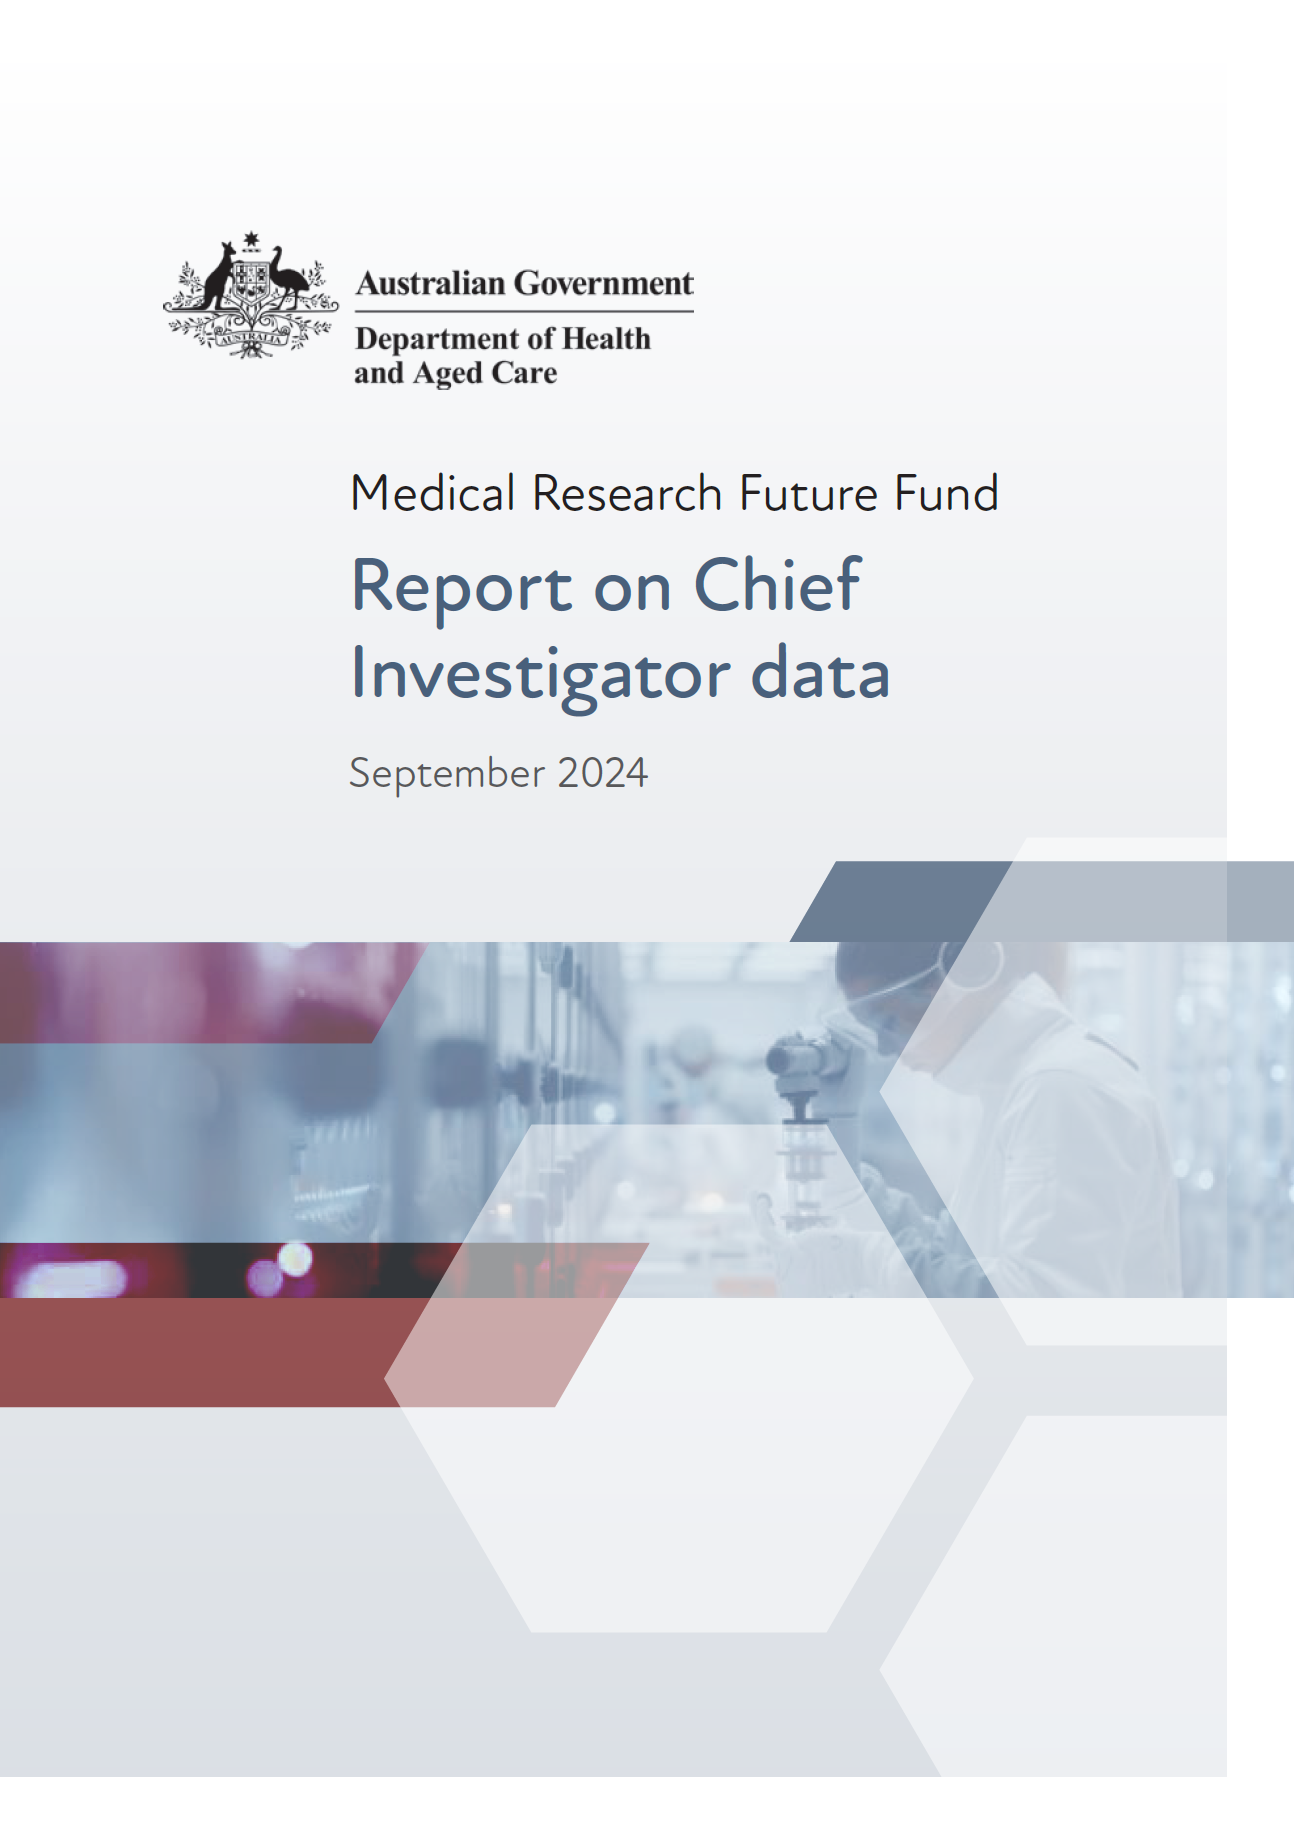 AUSTRALIA
Australian Government
Department of Health
and Aged Care
Medical Research Future Fund
Report on Chief
Investigator data
September 2024